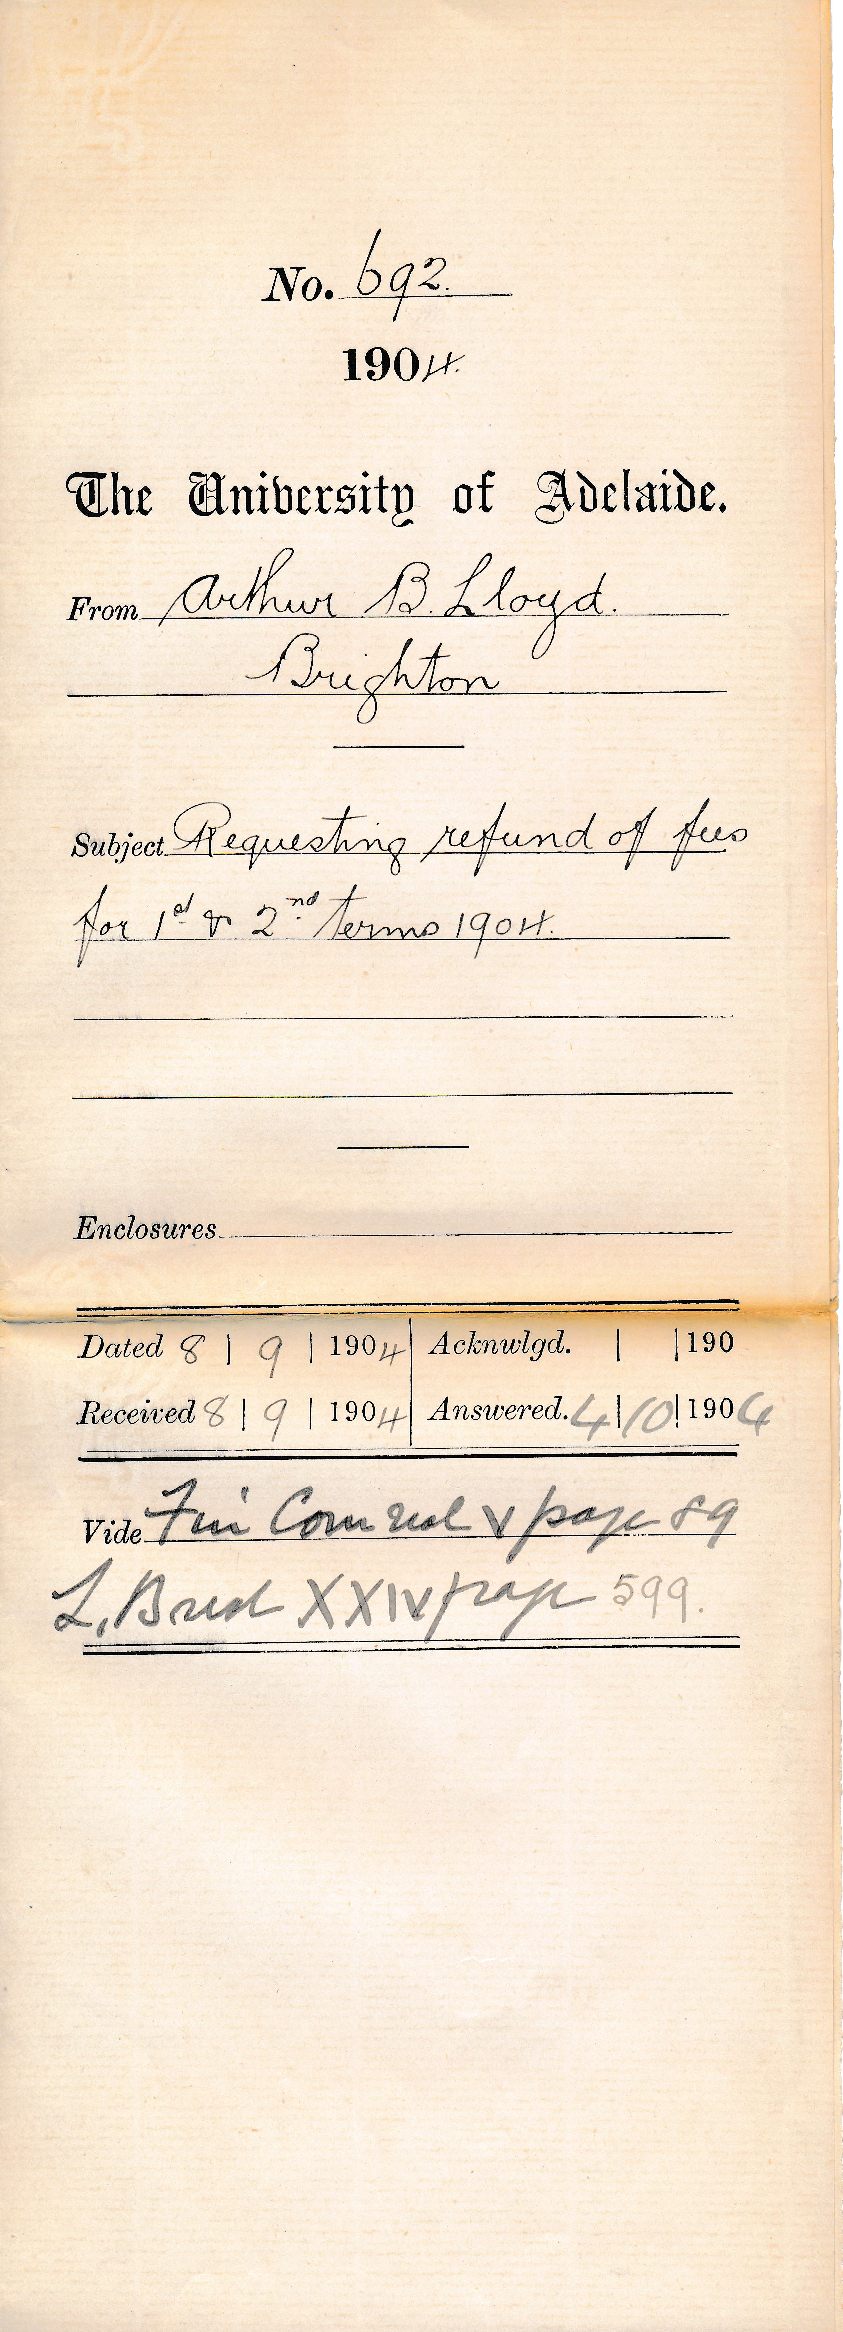 No. 692.
1904.
The University of Adelaide.
From Arthur B. Lloyd.
Brighton
Subject Requesting refund of fees
for 1st & 2nd terms 1904.
Enclosures
Dated 8 | 9 | 1904 Acknwlgd. | | 190
Received 8 | 9 | 1904 Answered. 4 | 10 | 1904
Vide Fin Com vol V page 89
L. B vol XXIV page 599.